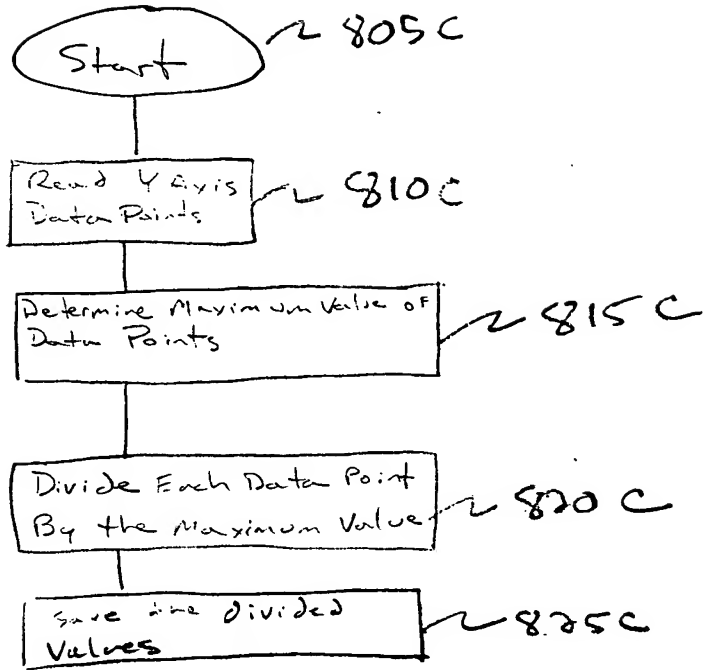 Start
805C
Read Y Axis
Data Points
810C
Determine Maximum Value of
Data Points
815C
Divide Each Data Point
By the Maximum Value
820C
Save the divided
Values
825C